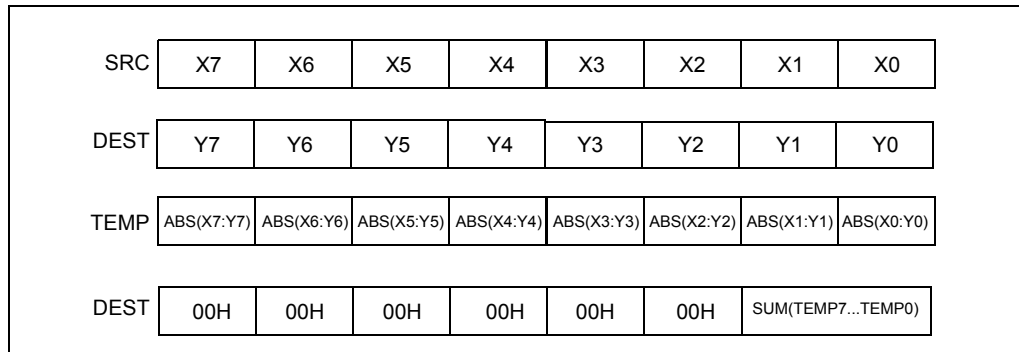 SRC X7 X6 X5 X4 X3 X2 X1 X0
DEST Y7 Y6 Y5 Y4 Y3 Y2 Y1 Y0
TEMP ABS(X7:Y7) ABS(X6:Y6) ABS(X5:Y5) ABS(X4:Y4) ABS(X3:Y3) ABS(X2:Y2) ABS(X1:Y1) ABS(X0:Y0)
DEST 00H 00H 00H 00H 00H 00H SUM(TEMP7...TEMP0)